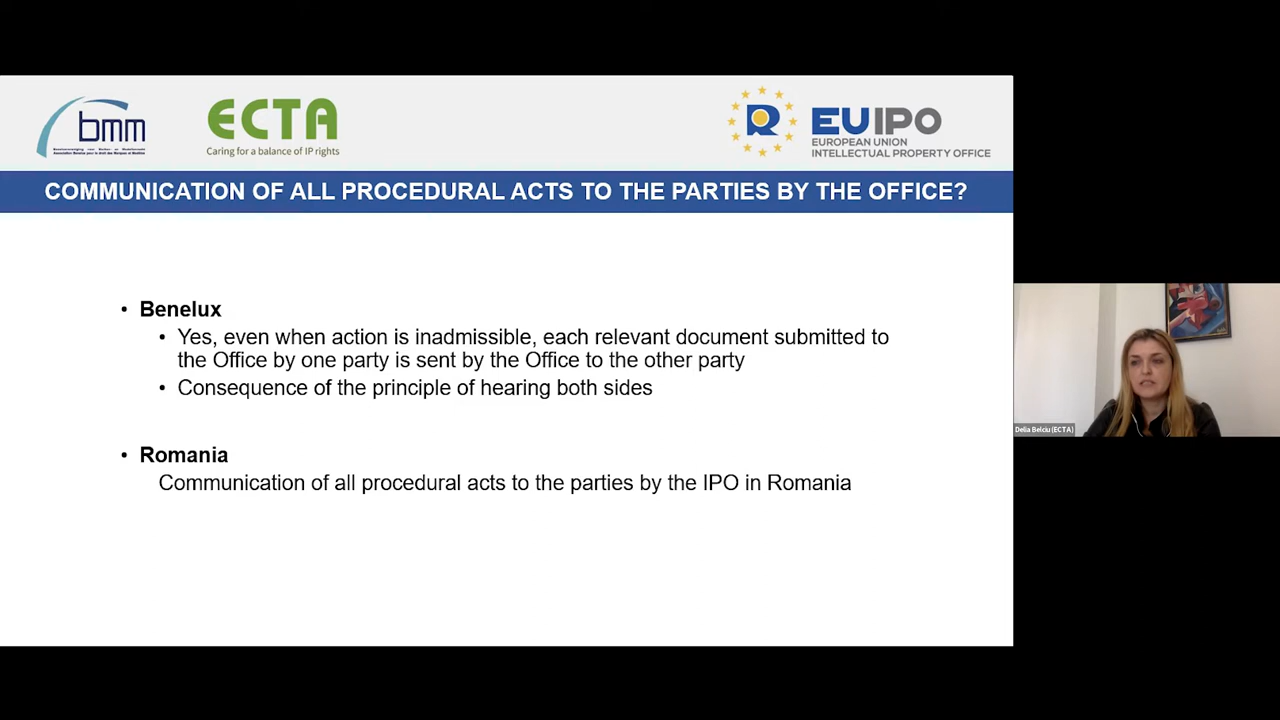 bmm
ECTA
Caring for a balance of IP rights
R
EUIPO
EUROPEAN UNION
INTELLECTUAL PROPERTY OFFICE
COMMUNICATION OF ALL PROCEDURAL ACTS TO THE PARTIES BY THE OFFICE?
• Benelux
• Yes, even when action is inadmissible, each relevant document submitted to
the Office by one party is sent by the Office to the other party
• Consequence of the principle of hearing both sides
• Romania
Communication of all procedural acts to the parties by the IPO in Romania
Delia Belciu (ECTA)